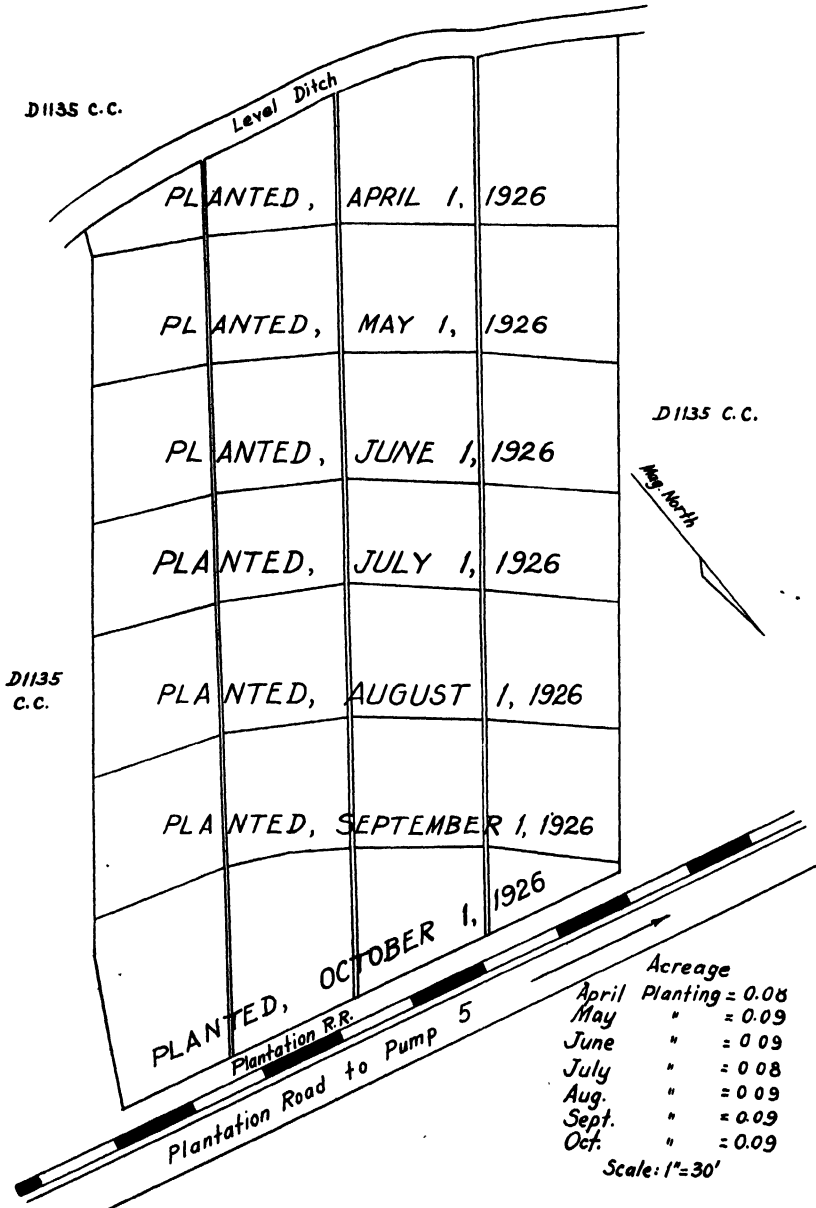 D1135 C.C.
Level Ditch
PLANTED, APRIL 1, 1926
PLANTED, MAY 1, 1926
D1135 C.C.
PLANTED, JUNE 1, 1926
Mag. North
PLANTED, JULY 1, 1926
D1135
C.C.
PLANTED, AUGUST 1, 1926
PLANTED, SEPTEMBER 1, 1926
PLANTED, OCTOBER 1, 1926
Plantation R.R.
Plantation Road to Pump 5
Acreage
April Planting = 0.08
May " = 0.09
June " = 0 09
July " = 0 08
Aug. " = 0 09
Sept. " = 0.09
Oct. " = 0.09
Scale: 1"=30'